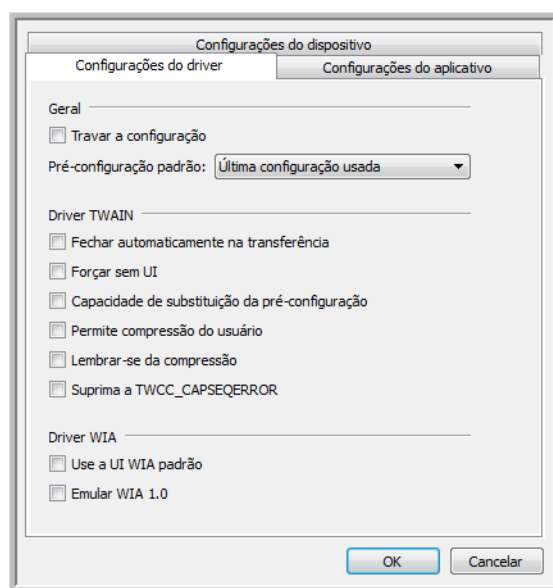 Configurações do dispositivo
Configurações do driver Configurações do aplicativo
Geral
Travar a configuração
Pré-configuração padrão: Última configuração usada
Driver TWAIN
Fechar automaticamente na transferência
Forçar sem UI
Capacidade de substituição da pré-configuração
Permite compressão do usuário
Lembrar-se da compressão
Suprima a TWCC_CAPSEQERROR
Driver WIA
Use a UI WIA padrão
Emular WIA 1.0
OK Cancelar